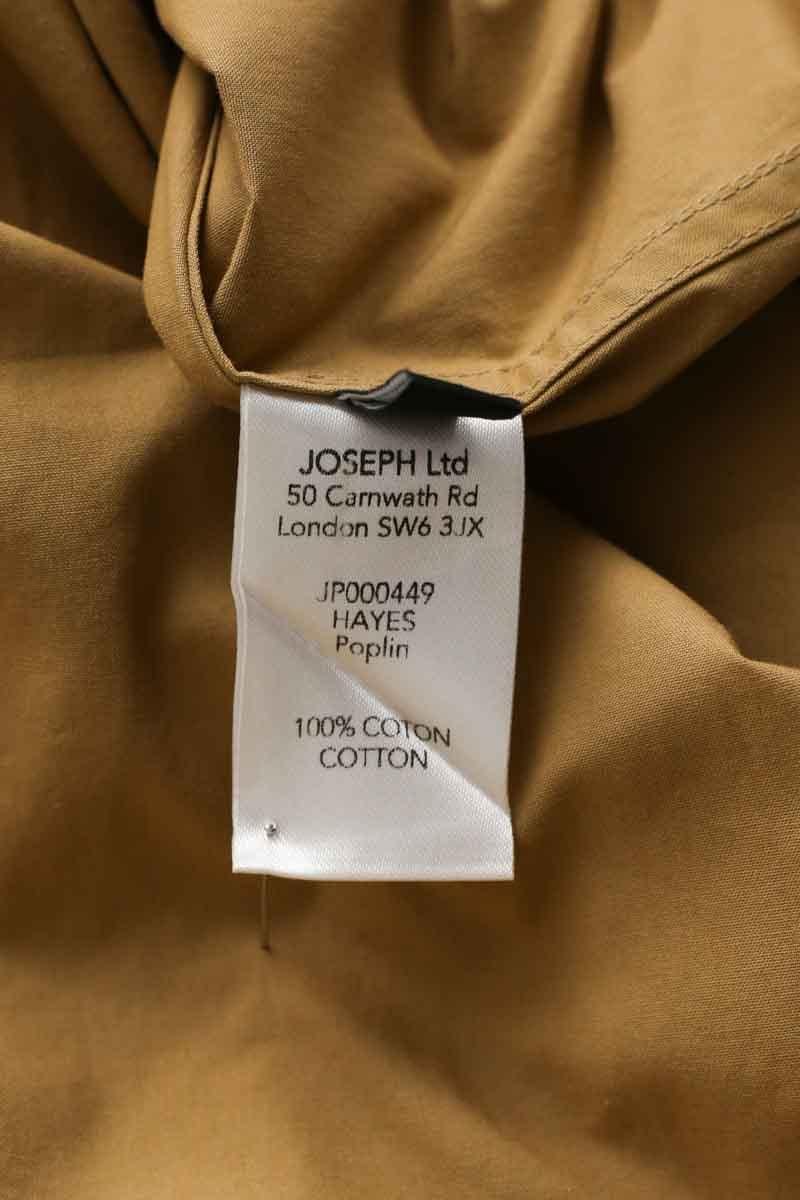 JOSEPH Ltd
50 Carnwath Rd
London SW6 3JX
JP000449
HAYES
Poplin
100% COTON
COTTON